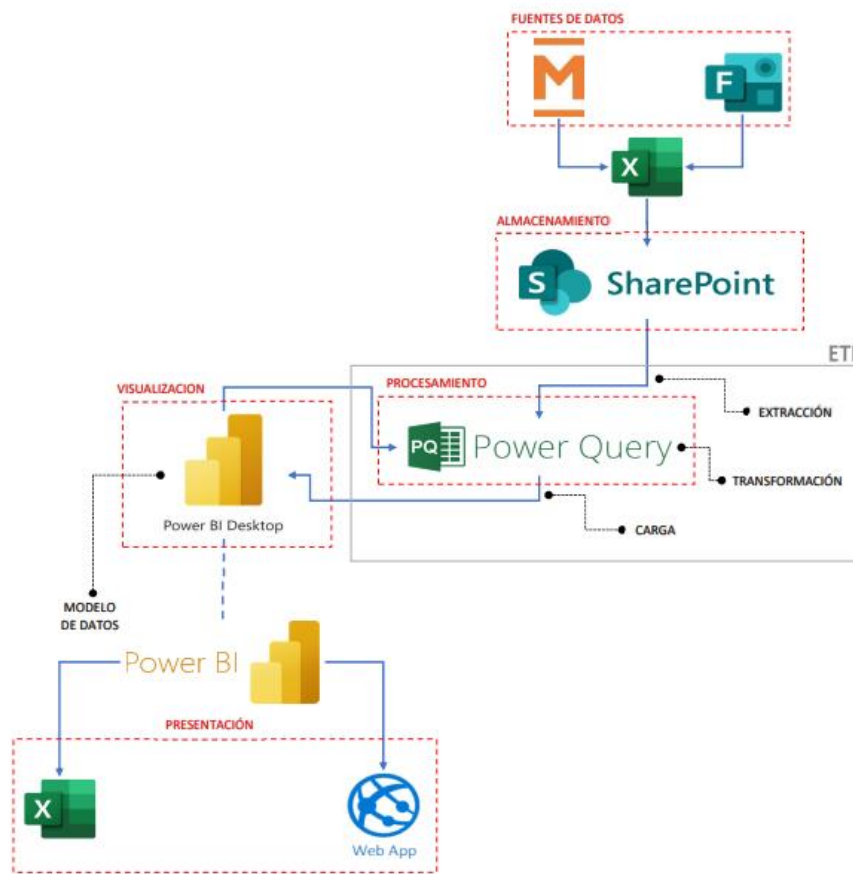 FUENTES DE DATOS
M
F
X
ALMACENAMIENTO
S
SharePoint
VISUALIZACION
PROCESAMIENTO
EXTRACCIÓN
PQ
Power Query
TRANSFORMACIÓN
Power BI Desktop
CARGA
MODELO
DE DATOS
Power BI
PRESENTACIÓN
X
Web App